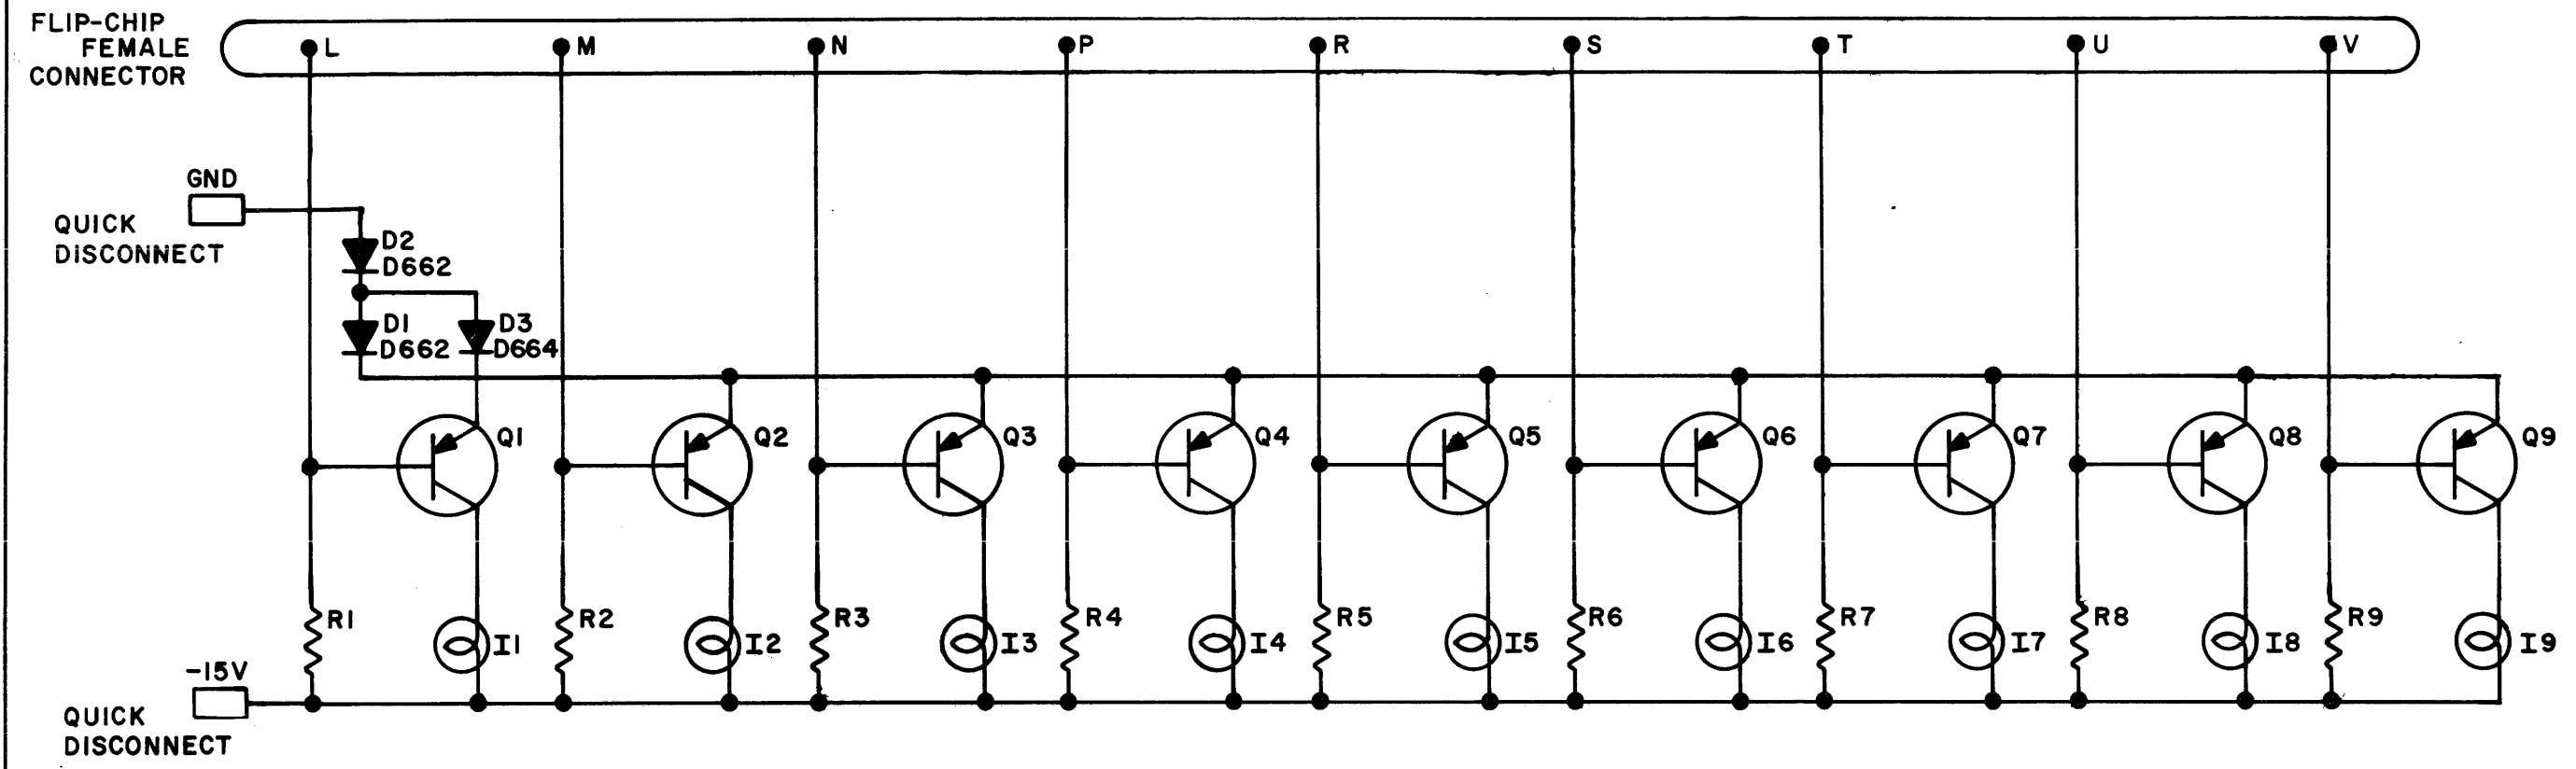 FLIP-CHIP
FEMALE
CONNECTOR
L M N P R S T U V
GND
QUICK
DISCONNECT
D2
D662
D1 D3
D662 D664
Q1 Q2 Q3 Q4 Q5 Q6 Q7 Q8 Q9
R1 R2 R3 R4 R5 R6 R7 R8 R9
I1 I2 I3 I4 I5 I6 I7 I8 I9
-15V
QUICK
DISCONNECT